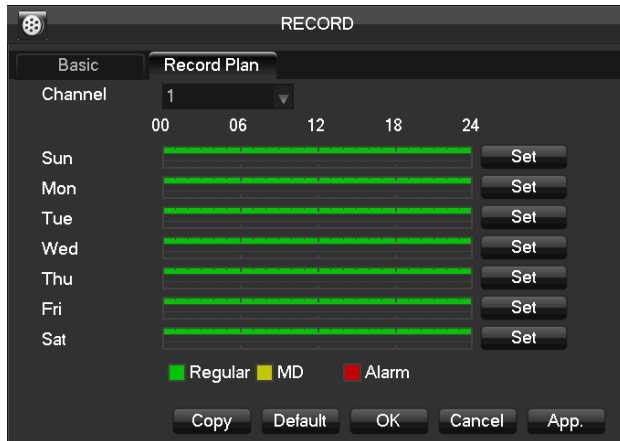 RECORD
Basic Record Plan
Channel 1
00 06 12 18 24
Sun Set
Mon Set
Tue Set
Wed Set
Thu Set
Fri Set
Sat Set
Regular MD Alarm
Copy Default OK Cancel App.